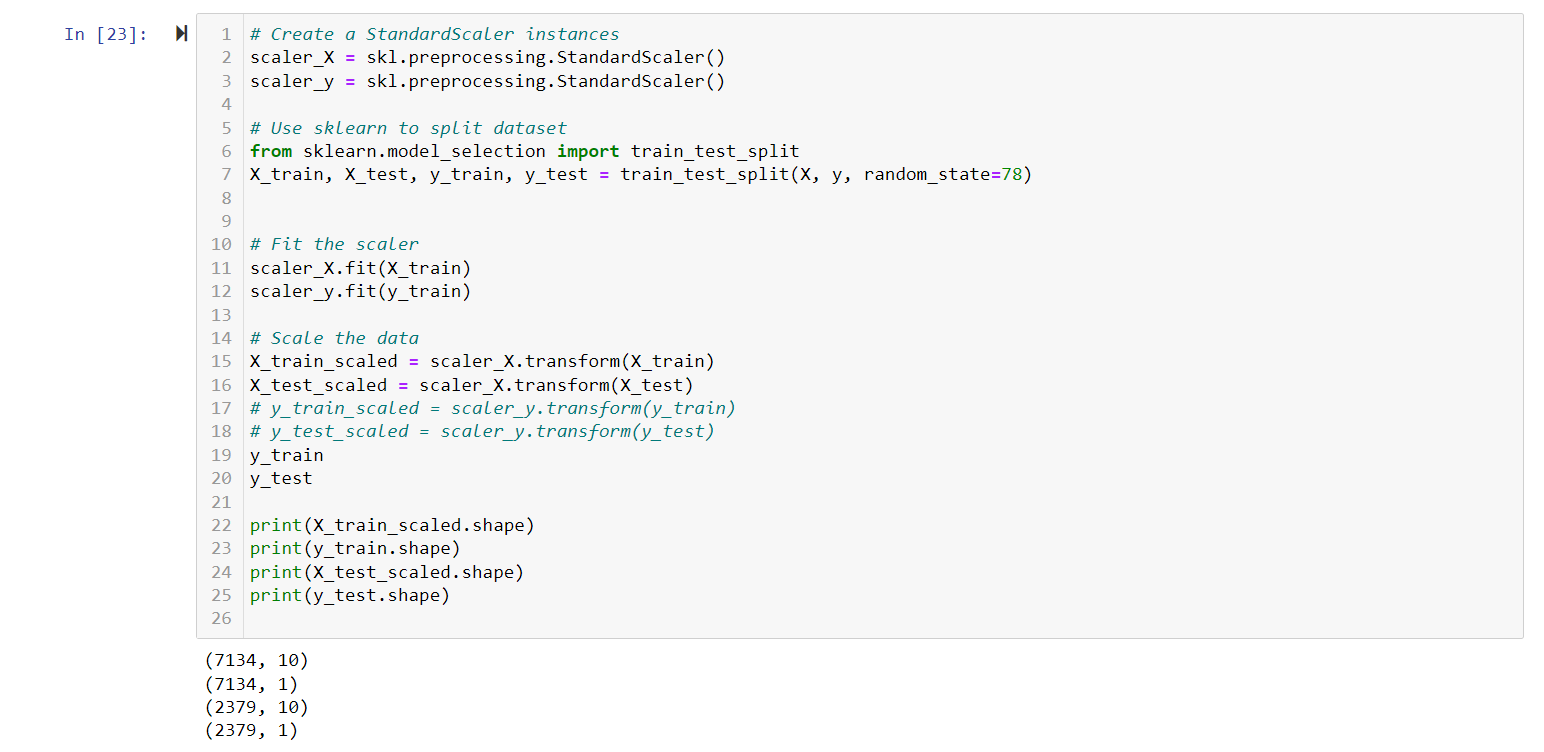 In [23]:
1 # Create a StandardScaler instances
2 scaler_X = skl.preprocessing.StandardScaler()
3 scaler_y = skl.preprocessing.StandardScaler()
4
5 # Use sklearn to split dataset
6 from sklearn.model_selection import train_test_split
7 X_train, X_test, y_train, y_test = train_test_split(X, y, random_state=78)
8
9
10 # Fit the scaler
11 scaler_X.fit(X_train)
12 scaler_y.fit(y_train)
13
14 # Scale the data
15 X_train_scaled = scaler_X.transform(X_train)
16 X_test_scaled = scaler_X.transform(X_test)
17 # y_train_scaled = scaler_y.transform(y_train)
18 # y_test_scaled = scaler_y.transform(y_test)
19 y_train
20 y_test
21
22 print(X_train_scaled.shape)
23 print(y_train.shape)
24 print(X_test_scaled.shape)
25 print(y_test.shape)
26
(7134, 10)
(7134, 1)
(2379, 10)
(2379, 1)